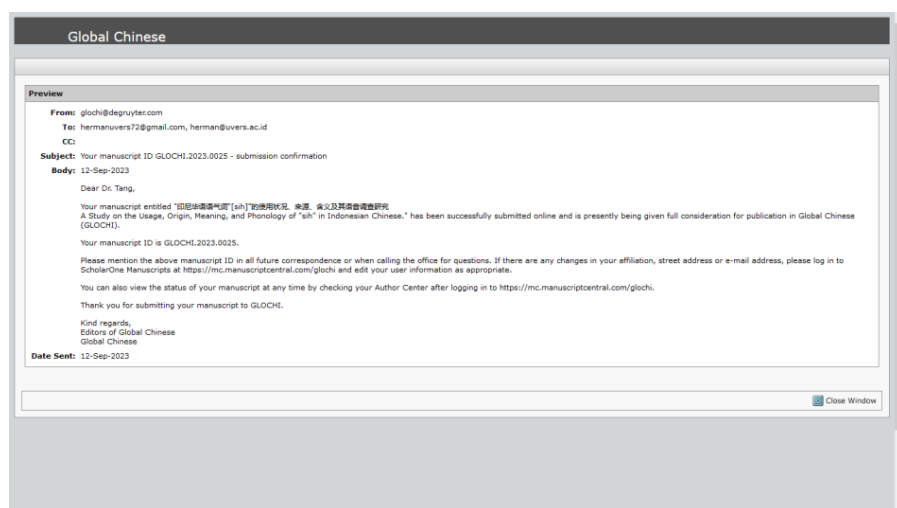 Global Chinese
Preview
From: glochi@degruyter.com
To: hermanuvers72@gmail.com, herman@uvers.ac.id
CC:
Subject: Your manuscript ID GLOCHI.2023.0025 - submission confirmation
Body: 12-Sep-2023
Dear Dr. Tang,
Your manuscript entitled "印尼华语语气词"[sih]"的使用状况、来源、含义及其语音调查研究
A Study on the Usage, Origin, Meaning, and Phonology of "sih" in Indonesian Chinese." has been successfully submitted online and is presently being given full consideration for publication in Global Chinese
(GLOCHI).
Your manuscript ID is GLOCHI.2023.0025.
Please mention the above manuscript ID in all future correspondence or when calling the office for questions. If there are any changes in your affiliation, street address or e-mail address, please log in to
ScholarOne Manuscripts at https://mc.manuscriptcentral.com/glochi and edit your user information as appropriate.
You can also view the status of your manuscript at any time by checking your Author Center after logging in to https://mc.manuscriptcentral.com/glochi.
Thank you for submitting your manuscript to GLOCHI.
Kind regards,
Editors of Global Chinese
Global Chinese
Date Sent: 12-Sep-2023
Close Window